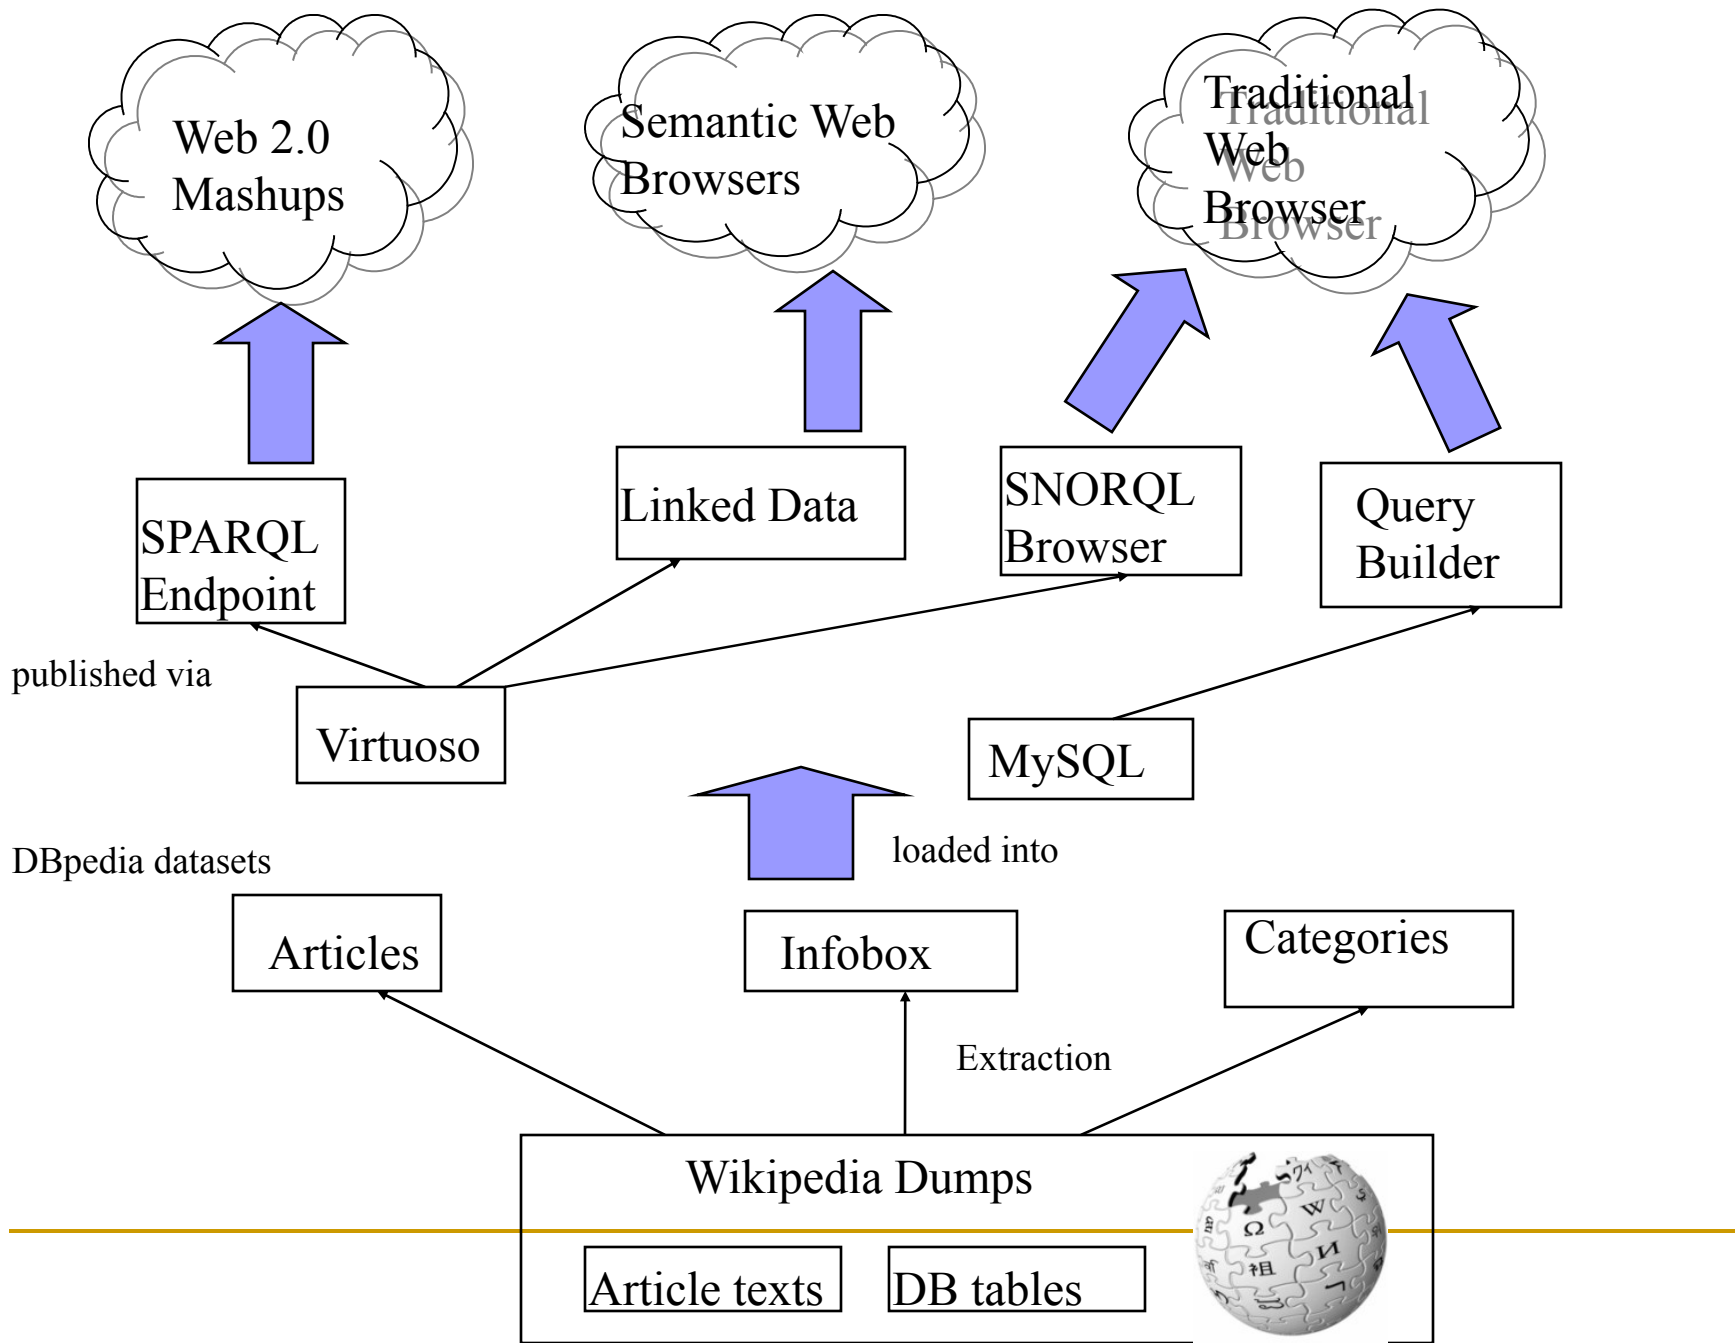 Web 2.0
Mashups
Semantic Web
Browsers
Traditional
Web
Browser
SPARQL
Endpoint
Linked Data
SNORQL
Browser
Query
Builder
published via
Virtuoso
MySQL
DBpedia datasets
loaded into
Articles
Infobox
Categories
Extraction
Wikipedia Dumps
Article texts
DB tables
Ω
W
И
祖